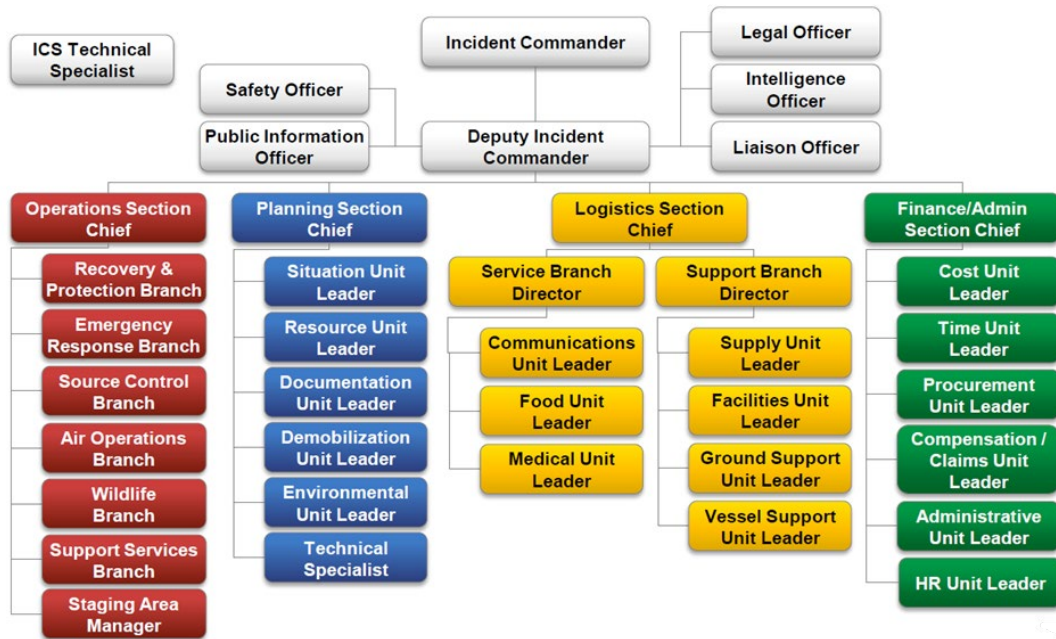 ICS Technical
Specialist
Incident Commander
Legal Officer
Intelligence
Officer
Liaison Officer
Safety Officer
Public Information
Officer
Deputy Incident
Commander
Operations Section
Chief
Recovery &
Protection Branch
Emergency
Response Branch
Source Control
Branch
Air Operations
Branch
Wildlife
Branch
Support Services
Branch
Staging Area
Manager
Planning Section
Chief
Situation Unit
Leader
Resource Unit
Leader
Documentation
Unit Leader
Demobilization
Unit Leader
Environmental
Unit Leader
Technical
Specialist
Logistics Section
Chief
Service Branch
Director
Communications
Unit Leader
Food Unit
Leader
Medical Unit
Leader
Support Branch
Director
Supply Unit
Leader
Facilities Unit
Leader
Ground Support
Unit Leader
Vessel Support
Unit Leader
Finance/Admin
Section Chief
Cost Unit
Leader
Time Unit
Leader
Procurement
Unit Leader
Compensation /
Claims Unit
Leader
Administrative
Unit Leader
HR Unit Leader